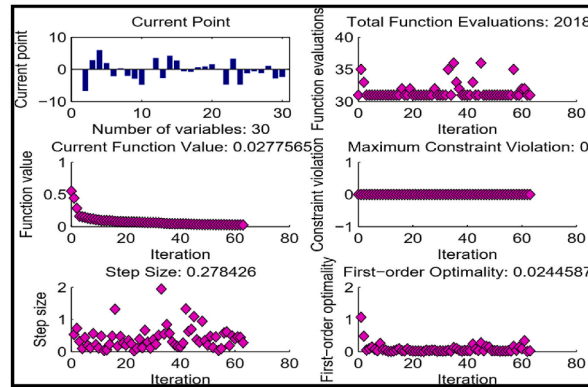 Current Point
Current point
10
0
-10
0 10 20 30
Number of variables: 30
Total Function Evaluations: 2018
Function evaluations
40
35
30
0 20 40 60 80
Iteration
Current Function Value: 0.0277565
Function value
1
0.5
0
0 20 40 60 80
Iteration
Maximum Constraint Violation: 0
Constraint violation
1
0
-1
0 20 40 60 80
Iteration
Step Size: 0.278426
Step size
2
1
0
0 20 40 60 80
Iteration
First-order Optimality: 0.0244587
First-order optimality
2
1
0
0 20 40 60 80
Iteration